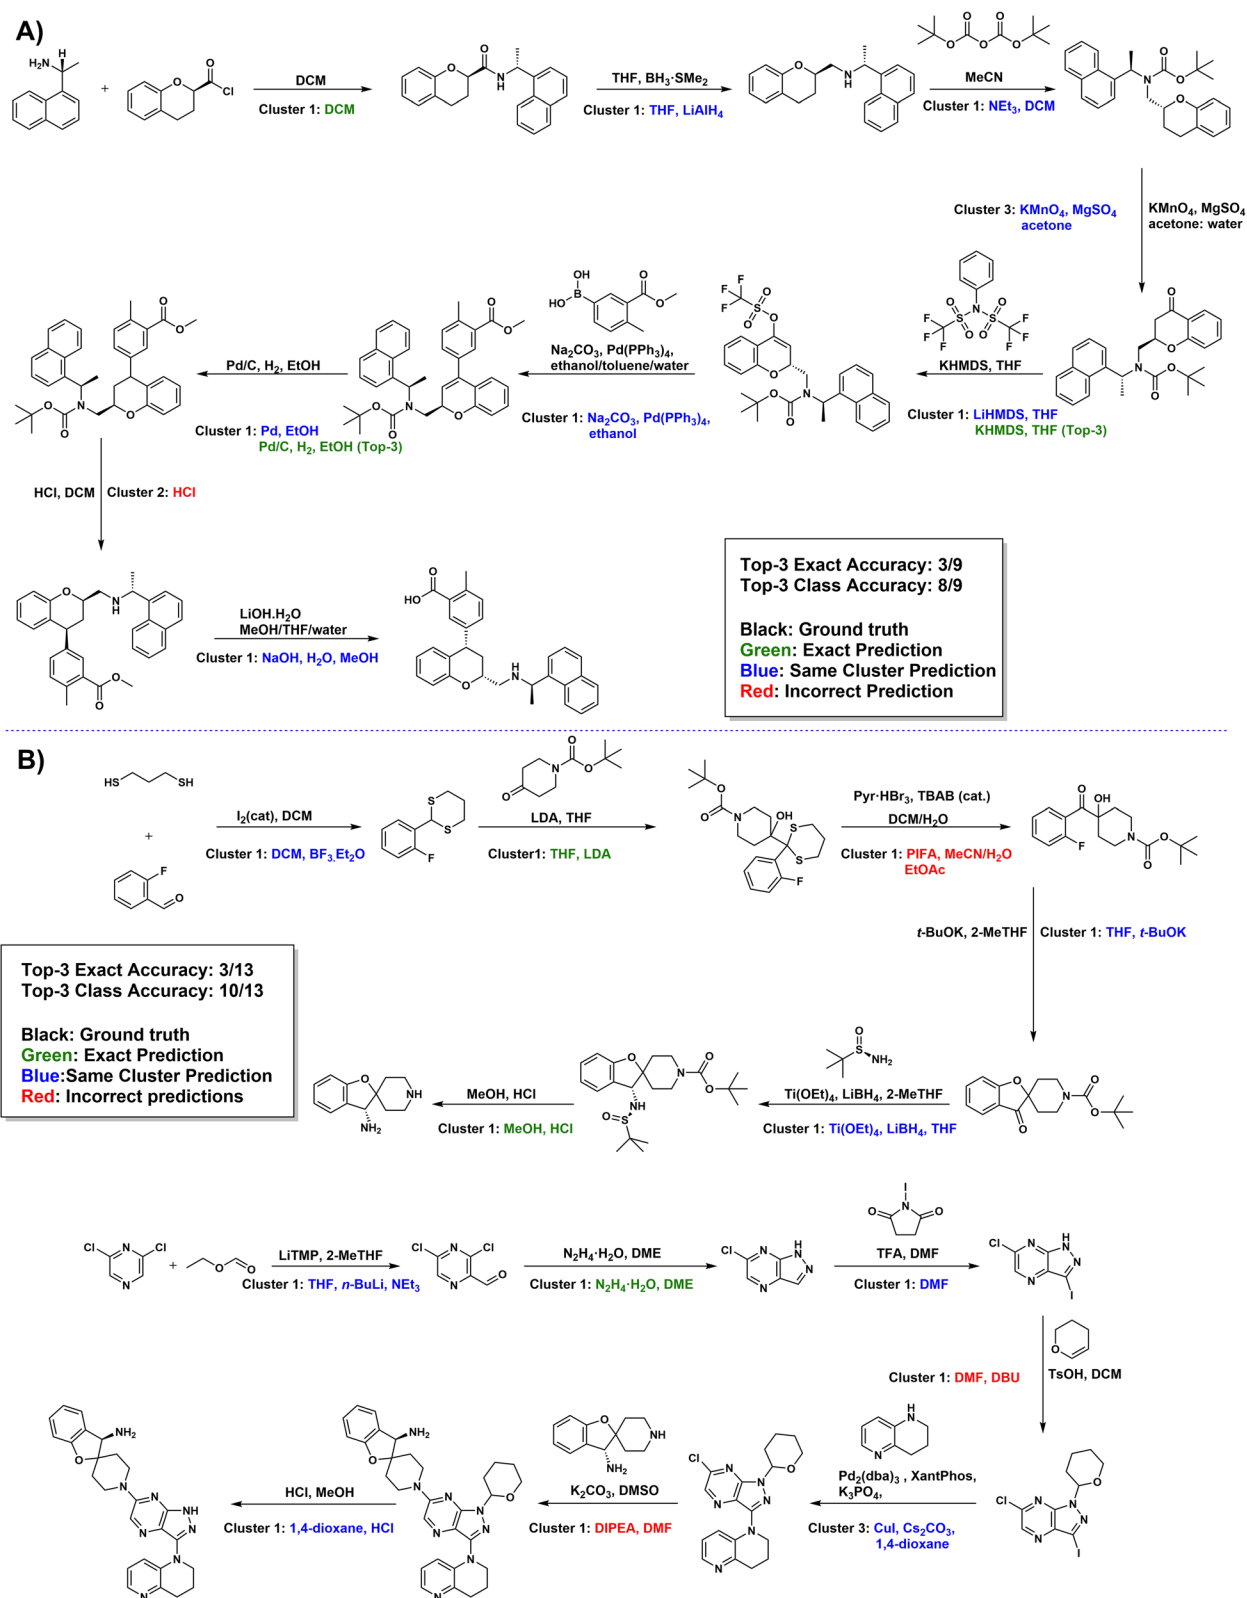 A)
DCM
Cluster 1: DCM
THF, BH3·SMe2
Cluster 1: THF, LiAlH4
MeCN
Cluster 1: NEt3, DCM
Cluster 3: KMnO4, MgSO4
acetone
KMnO4, MgSO4
acetone: water
KHMDS, THF
Cluster 1: LiHMDS, THF
KHMDS, THF (Top-3)
Na2CO3, Pd(PPh3)4,
ethanol/toluene/water
Cluster 1: Na2CO3, Pd(PPh3)4,
ethanol
Pd/C, H2, EtOH
Cluster 1: Pd, EtOH
Pd/C, H2, EtOH (Top-3)
HCl, DCM
Cluster 2: HCl
LiOH.H2O
MeOH/THF/water
Cluster 1: NaOH, H2O, MeOH
Top-3 Exact Accuracy: 3/9
Top-3 Class Accuracy: 8/9
Black: Ground truth
Green: Exact Prediction
Blue: Same Cluster Prediction
Red: Incorrect Prediction
B)
HS SH
+
I2(cat), DCM
Cluster 1: DCM, BF3.Et2O
LDA, THF
Cluster1: THF, LDA
Pyr·HBr3, TBAB (cat.)
DCM/H2O
Cluster 1: PIFA, MeCN/H2O
EtOAc
t-BuOK, 2-MeTHF
Cluster 1: THF, t-BuOK
Top-3 Exact Accuracy: 3/13
Top-3 Class Accuracy: 10/13
Black: Ground truth
Green: Exact Prediction
Blue:Same Cluster Prediction
Red: Incorrect predictions
Ti(OEt)4, LiBH4, 2-MeTHF
Cluster 1: Ti(OEt)4, LiBH4, THF
MeOH, HCl
Cluster 1: MeOH, HCl
LiTMP, 2-MeTHF
Cluster 1: THF, n-BuLi, NEt3
N2H4·H2O, DME
Cluster 1: N2H4·H2O, DME
TFA, DMF
Cluster 1: DMF
Cluster 1: DMF, DBU
TsOH, DCM
Pd2(dba)3 , XantPhos,
K3PO4,
Cluster 3: CuI, Cs2CO3,
1,4-dioxane
K2CO3, DMSO
Cluster 1: DIPEA, DMF
HCl, MeOH
Cluster 1: 1,4-dioxane, HCl